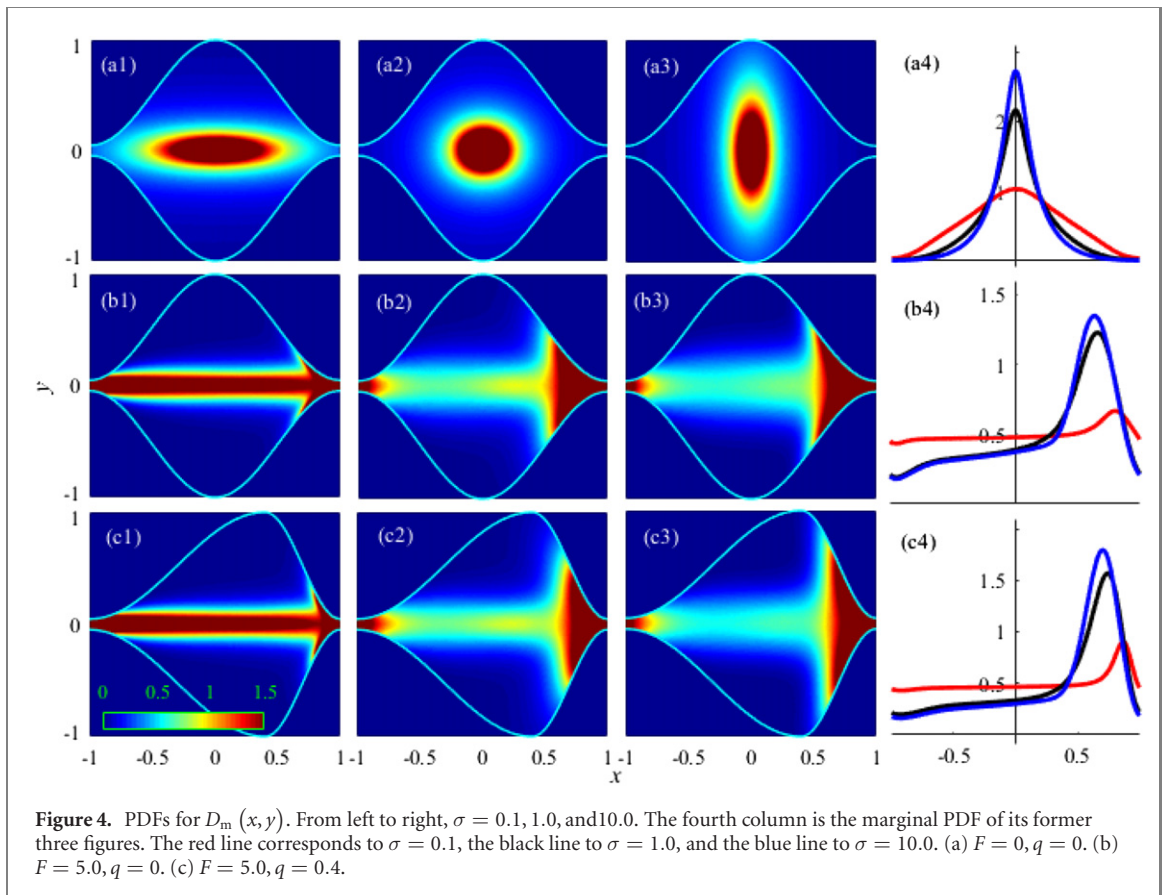 1
(a1)
(a2)
(a3)
(a4)
2
1
0
-1
1
(b1)
(b2)
(b3)
(b4)
1.5
1
0.5
y
0
-1
1
(c1)
(c2)
(c3)
(c4)
1.5
1
0.5
0
0 0.5 1 1.5
-1
-1 -0.5 0 0.5 1 -1 -0.5 0 0.5 1 -1 -0.5 0 0.5 1
-0.5 0.5
x
Figure 4. PDFs for Dm (x, y). From left to right, σ = 0.1, 1.0, and10.0. The fourth column is the marginal PDF of its former
three figures. The red line corresponds to σ = 0.1, the black line to σ = 1.0, and the blue line to σ = 10.0. (a) F = 0, q = 0. (b)
F = 5.0, q = 0. (c) F = 5.0, q = 0.4.